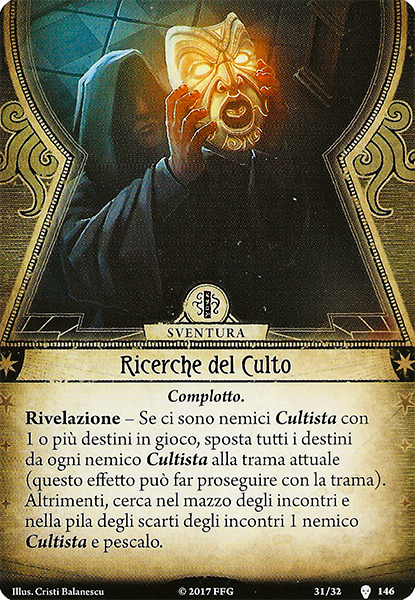 SVENTURA
Ricerche del Culto
Complotto.
Rivelazione – Se ci sono nemici Cultista con
1 o più destini in gioco, sposta tutti i destini
da ogni nemico Cultista alla trama attuale
(questo effetto può far proseguire con la trama).
Altrimenti, cerca nel mazzo degli incontri e
nella pila degli scarti degli incontri 1 nemico
Cultista e pescalo.
Illus. Cristi Balanescu © 2017 FFG 31/32 146